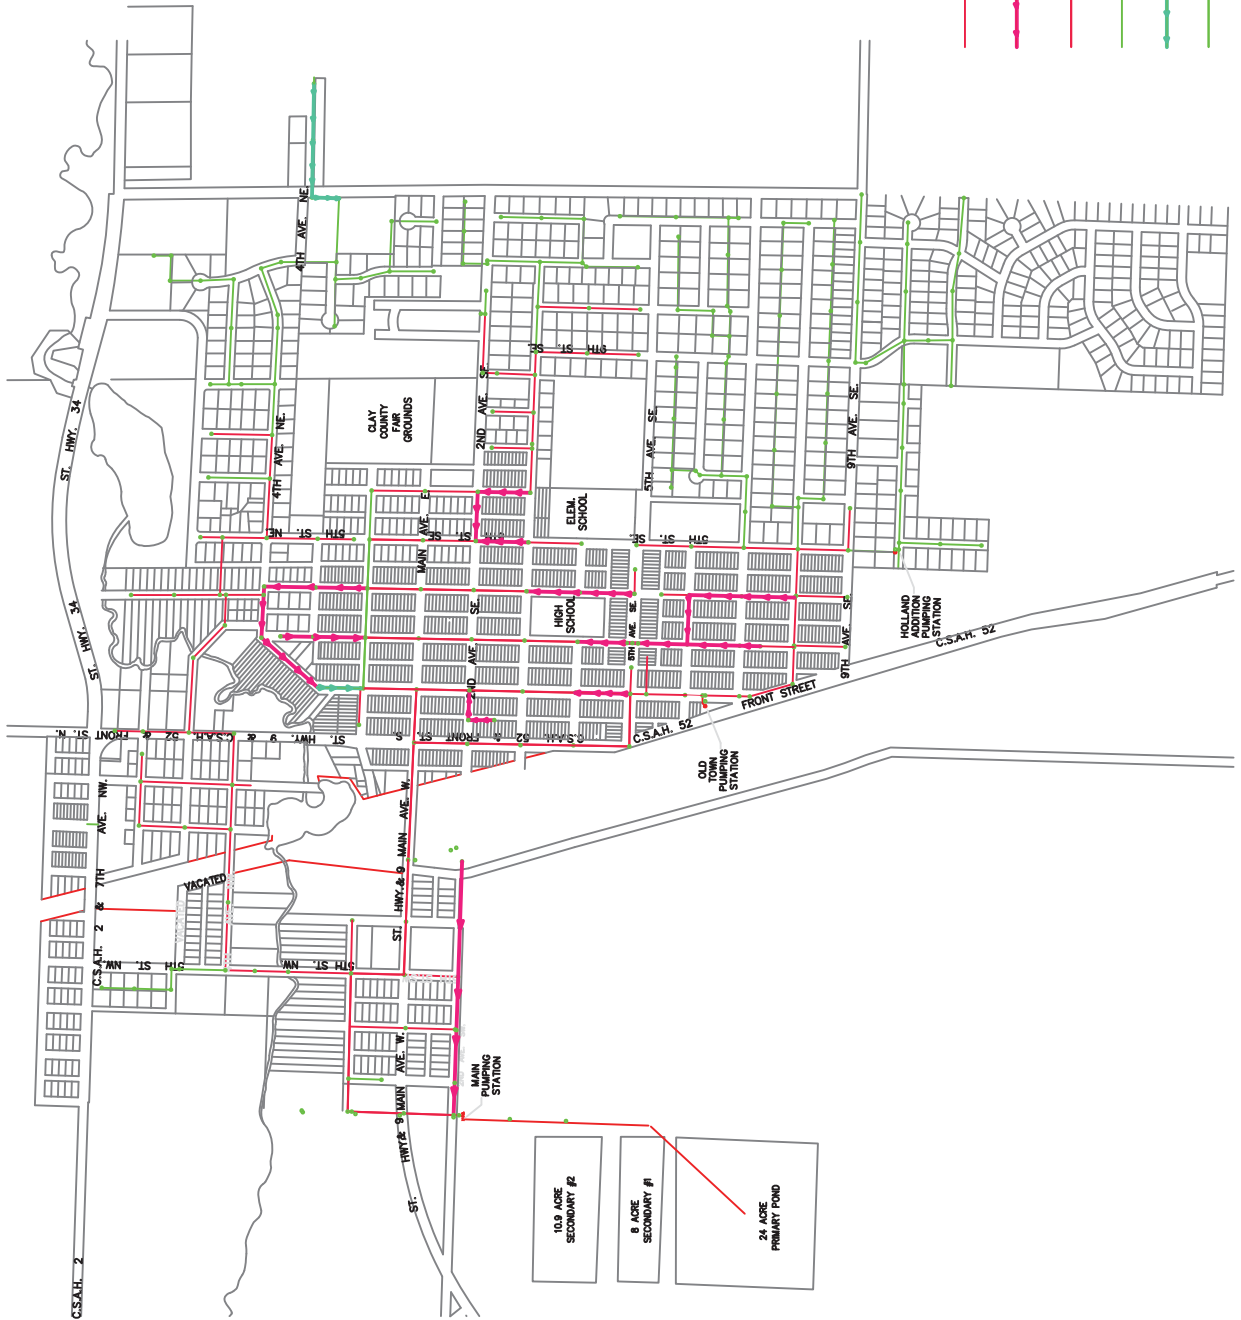 4TH AVE. NE.
ST. HWY. 34
CLAY
COUNTY
FAIR
GROUNDS
9TH ST. SE.
2ND AVE. SE.
4TH AVE. NE.
5TH AVE SE.
9TH AVE. SE.
ELEM.
SCHOOL
5TH ST. NE.
MAIN AVE. E.
5TH ST. SE.
ST. HWY. 34
HIGH
SCHOOL
5TH AVE. SE.
2ND AVE. SE.
9TH AVE. SE.
HOLLAND
ADDITION
PUMPING
STATION
C.S.A.H. 52
FRONT STREET
C.S.A.H. 52
ST. HWY. 9 & C.S.A.H. 52 & FRONT ST. N.
C.S.A.H. 52 & FRONT ST. S.
OLD
TOWN
PUMPING
STATION
C.S.A.H. 2 & 7TH AVE. NW.
VACATED
VACATED
ST. HWY. & 9 MAIN AVE. W.
5TH ST. NW.
5TH ST. NW.
ST. HWY. & 9 MAIN AVE. W.
MAIN
PUMPING
STATION
10.9 ACRE
SECONDARY #2
8 ACRE
SECONDARY #1
24 ACRE
PRIMARY POND
C.S.A.H. 2